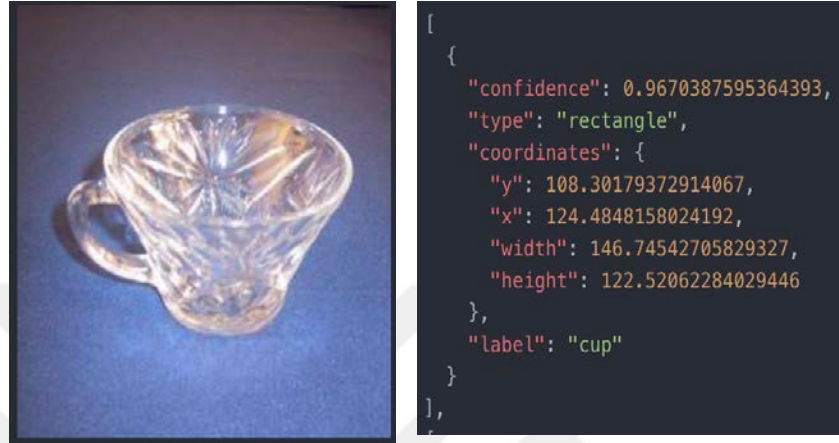 [
{
"confidence": 0.9670387595364393,
"type": "rectangle",
"coordinates": {
"y": 108.30179372914067,
"x": 124.4848158024192,
"width": 146.74542705829327,
"height": 122.52062284029446
},
"label": "cup"
}
],